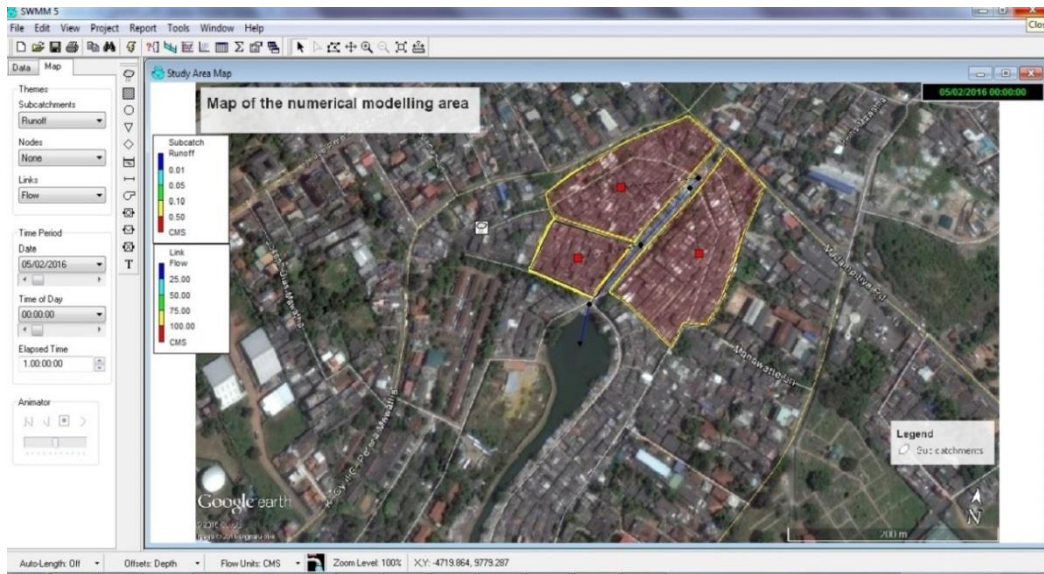 SWMM 5
File Edit View Project Report Tools Window Help
Clos
Data Map
Themes
Subcatchments
Runoff
Nodes
None
Links
Flow
Time Period
Date
05/02/2016
Time of Day
00:00:00
Elapsed Time
1.00:00:00
Animator
T
Study Area Map
05/02/2016 00:00:00
Map of the numerical modelling area
Subcatch
Runoff
0.01
0.05
0.10
0.50
CMS
Link
Flow
25.00
50.00
75.00
100.00
CMS
Legend
Sub catchments
N
200 m
Google earth
Auto-Length: Off Offsets: Depth Flow Units: CMS Zoom Level: 100% X,Y: -4719.864, 9779.287